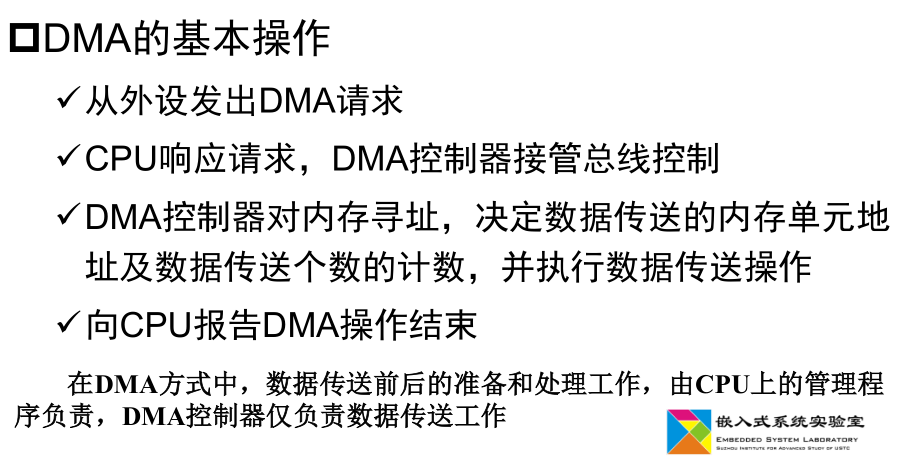 DMA的基本操作
从外设发出DMA请求
CPU响应请求，DMA控制器接管总线控制
DMA控制器对内存寻址，决定数据传送的内存单元地
址及数据传送个数的计数，并执行数据传送操作
向CPU报告DMA操作结束
在DMA方式中，数据传送前后的准备和处理工作，由CPU上的管理程
序负责，DMA控制器仅负责数据传送工作
嵌入式系统实验室
EMBEDDED SYSTEM LABORATORY
SUZHOU INSTITUTE FOR ADVANCED STUDY OF USTC